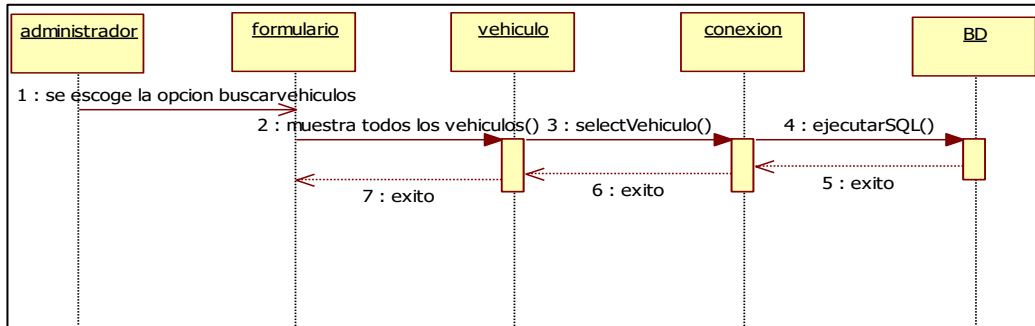 administrador
formulario
vehiculo
conexion
BD
1 : se escoge la opcion buscarvehiculos
2 : muestra todos los vehiculos()
3 : selectVehiculo()
4 : ejecutarSQL()
5 : exito
6 : exito
7 : exito